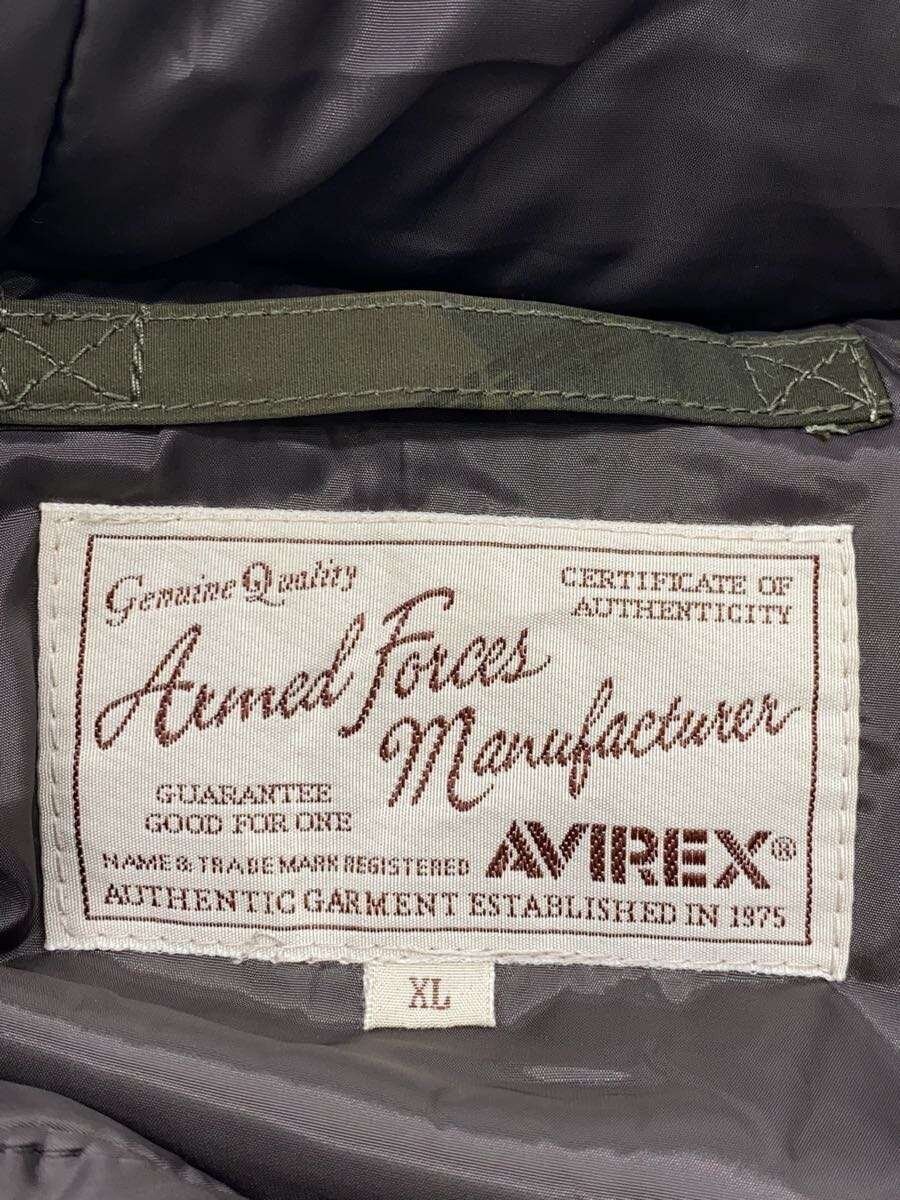 Genuine Quality
CERTIFICATE OF
AUTHENTICITY
Armed Forces
Manufacturer
GUARANTEE
GOOD FOR ONE
NAME & TRADE MARK REGISTERED
AVIREX®
AUTHENTIC GARMENT ESTABLISHED IN 1975
XL